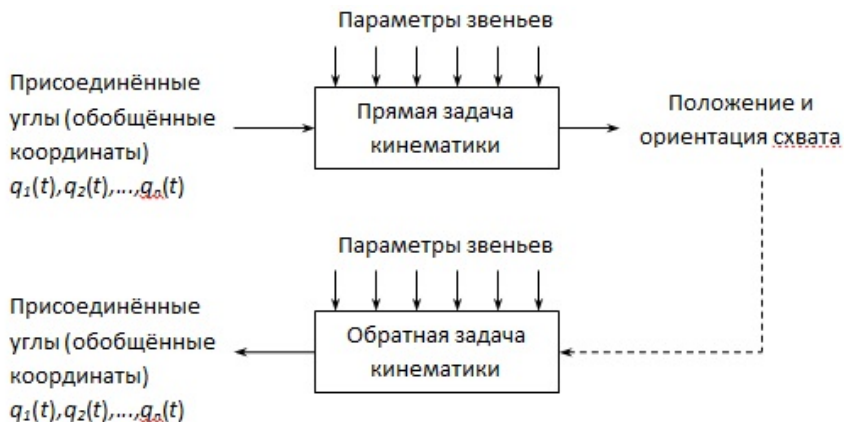 Параметры звеньев
Присоединённые
углы (обобщённые
координаты)
q₁(t),q₂(t),...,qₙ(t)
Прямая задача
кинематики
Положение и
ориентация схвата
Параметры звеньев
Присоединённые
углы (обобщённые
координаты)
q₁(t),q₂(t),...,qₙ(t)
Обратная задача
кинематики